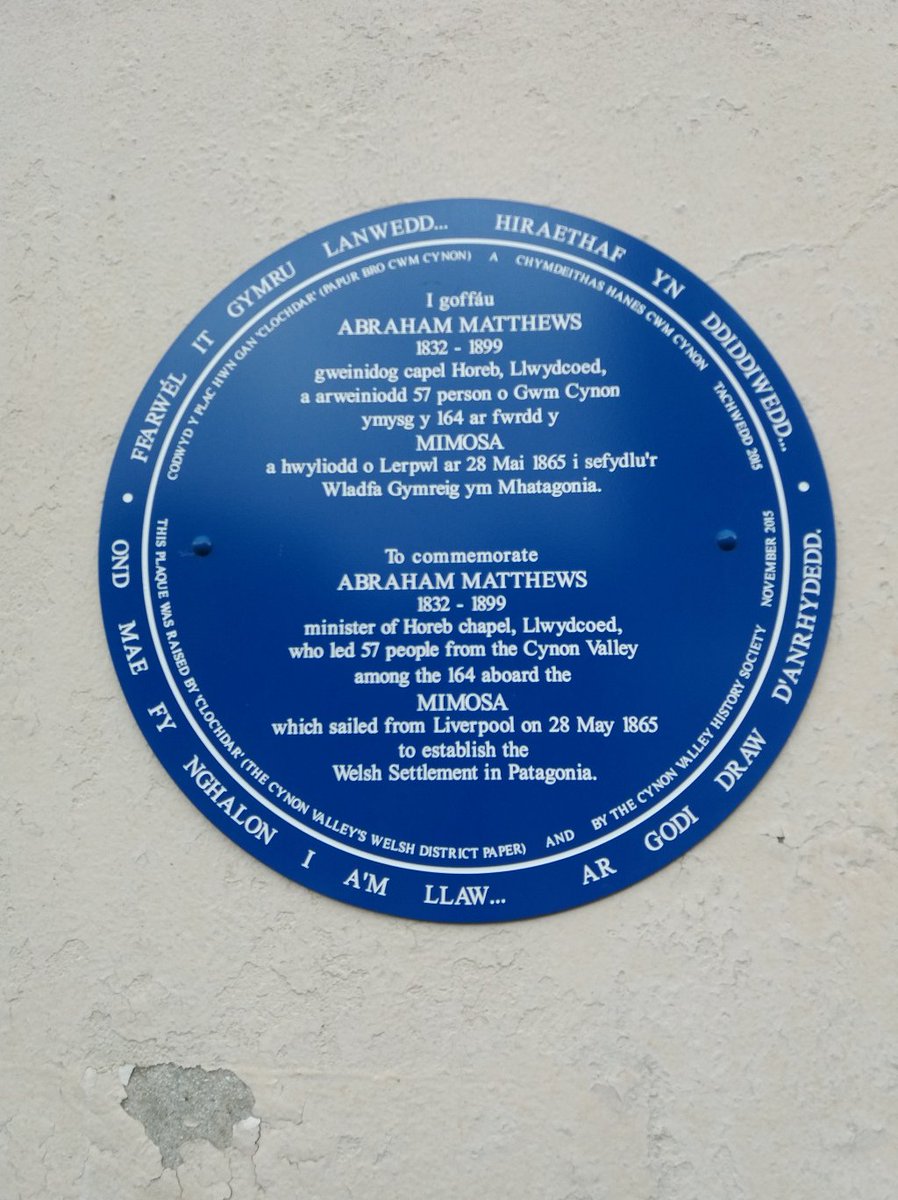 FFARWÉL IT GYMRU LANWEDD... HIRAETHAF YN DDIDDIWEDD...
CODWYD Y PLAC HWN GAN 'CLOCHDAR' (PAPUR BRO CWM CYNON) A CHYMDEITHAS HANES CWM CYNON TACHWEDD 2015
I goffáu
ABRAHAM MATTHEWS
1832 - 1899
gweinidog capel Horeb, Llwydcoed,
a arweiniodd 57 person o Gwm Cynon
ymysg y 164 ar fwrdd y
MIMOSA
a hwyliodd o Lerpwl ar 28 Mai 1865 i sefydlu'r
Wladfa Gymreig ym Mhatagonia.
To commemorate
ABRAHAM MATTHEWS
1832 - 1899
minister of Horeb chapel, Llwydcoed,
who led 57 people from the Cynon Valley
among the 164 aboard the
MIMOSA
which sailed from Liverpool on 28 May 1865
to establish the
Welsh Settlement in Patagonia.
THIS PLAQUE WAS RAISED BY 'CLOCHDAR' (THE CYNON VALLEY'S WELSH DISTRICT PAPER) AND BY THE CYNON VALLEY HISTORY SOCIETY NOVEMBER 2015
OND MAE FY NGHALON I A'M LLAW... AR GODI DRAW D'ANRHYDEDD.